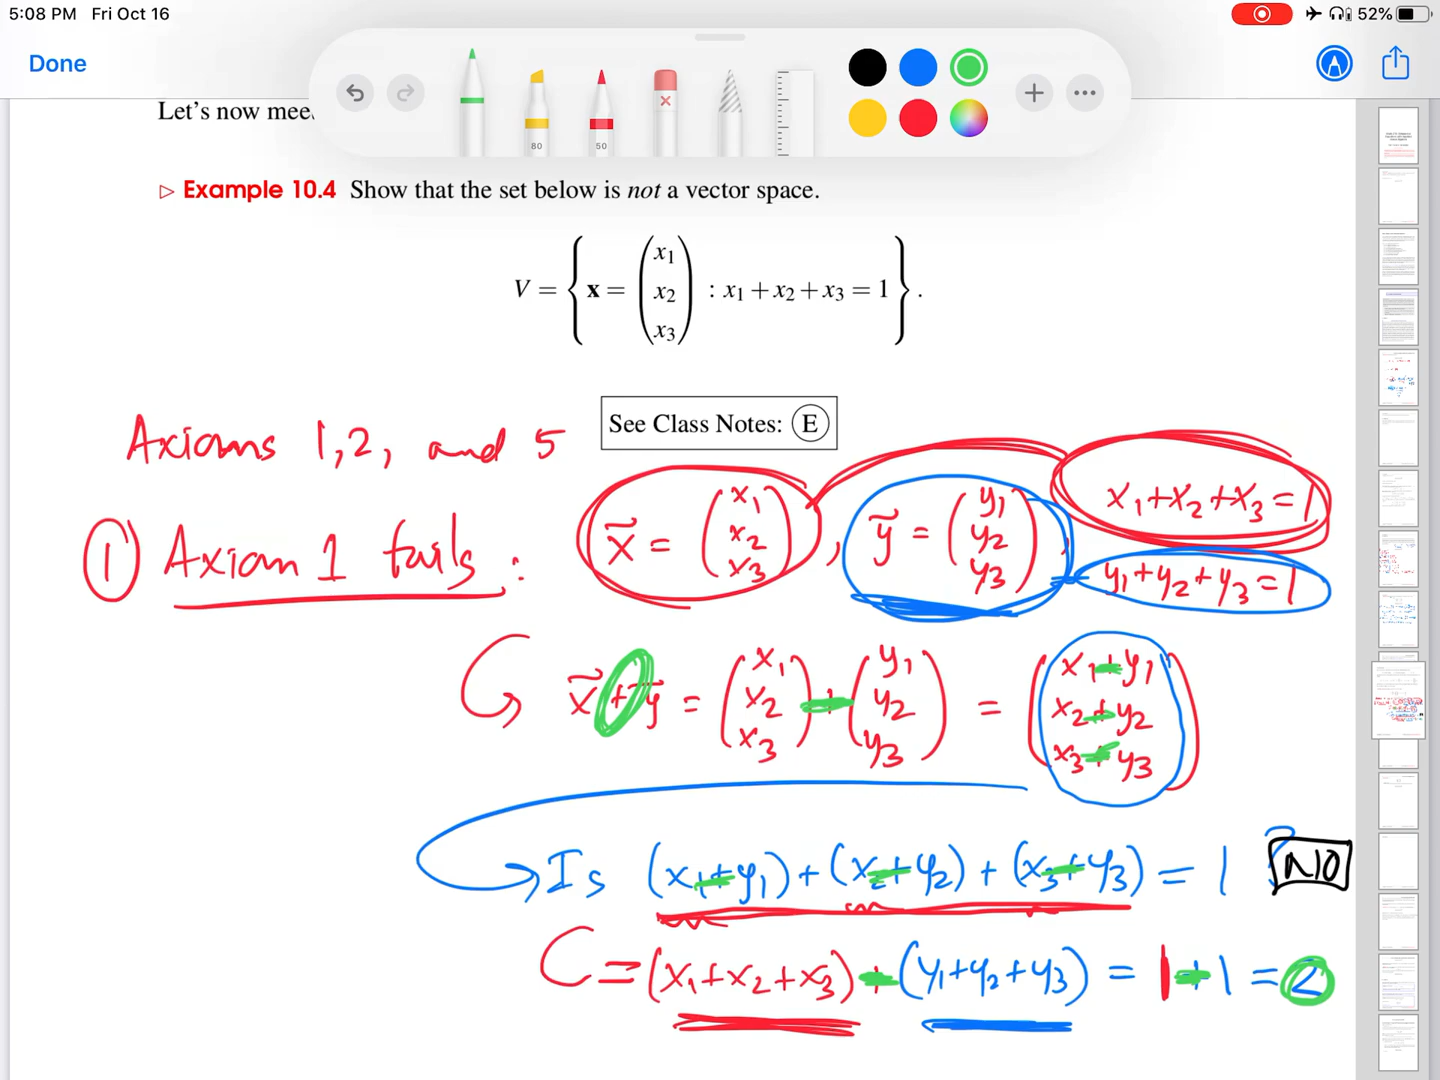 5:08 PM Fri Oct 16 52%
Done
80 50
Let's now mee
▷ Example 10.4 Show that the set below is not a vector space.
V = { x = ( x₁ x₂ x₃ ) : x₁ + x₂ + x₃ = 1 } .
See Class Notes: Ⓔ
Axioms 1, 2, and 5
① Axiom 1 fails :
x⃗ = ( x₁ x₂ x₃ ) , y⃗ = ( y₁ y₂ y₃ ) ,
x₁ + x₂ + x₃ = 1
y₁ + y₂ + y₃ = 1
x⃗ + y⃗ = ( x₁ x₂ x₃ ) + ( y₁ y₂ y₃ ) = ( x₁ + y₁ x₂ + y₂ x₃ + y₃ )
Is (x₁ + y₁) + (x₂ + y₂) + (x₃ + y₃) = 1 ? NO
= (x₁ + x₂ + x₃) + (y₁ + y₂ + y₃) = 1 + 1 = 2